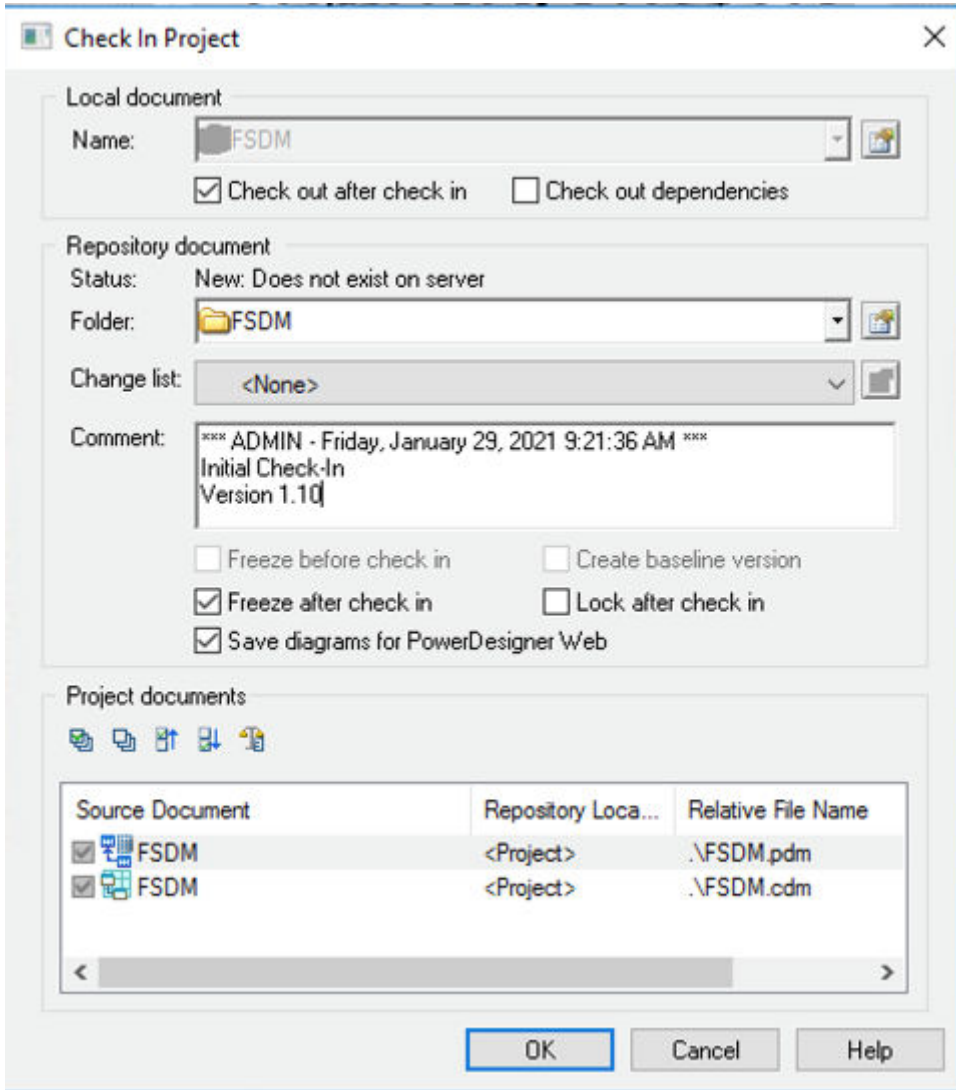 Check In Project
Local document
Name: FSDM
Check out after check in Check out dependencies
Repository document
Status: New: Does not exist on server
Folder: FSDM
Change list: <None>
Comment: *** ADMIN - Friday, January 29, 2021 9:21:36 AM ***
Initial Check-In
Version 1.10
Freeze before check in Create baseline version
Freeze after check in Lock after check in
Save diagrams for PowerDesigner Web
Project documents
Source Document Repository Loca... Relative File Name
FSDM <Project> .\FSDM.pdm
FSDM <Project> .\FSDM.cdm
OK Cancel Help